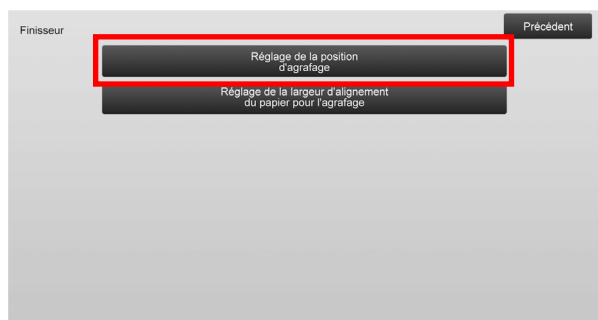 Finisseur
Précédent
Réglage de la position
d'agrafage
Réglage de la largeur d'alignement
du papier pour l'agrafage